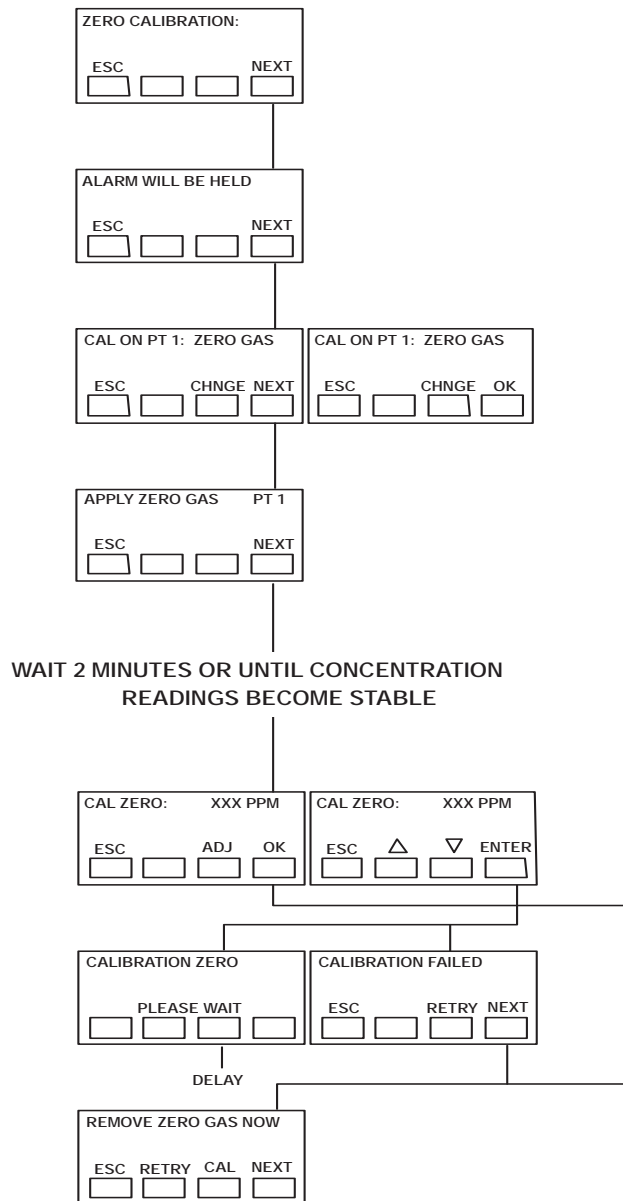 ZERO CALIBRATION:
ESC NEXT
ALARM WILL BE HELD
ESC NEXT
CAL ON PT 1: ZERO GAS
ESC CHNGE NEXT
CAL ON PT 1: ZERO GAS
ESC CHNGE OK
APPLY ZERO GAS PT 1
ESC NEXT
WAIT 2 MINUTES OR UNTIL CONCENTRATION
READINGS BECOME STABLE
CAL ZERO: XXX PPM
ESC ADJ OK
CAL ZERO: XXX PPM
ESC ENTER
CALIBRATION ZERO
PLEASE WAIT
CALIBRATION FAILED
ESC RETRY NEXT
DELAY
REMOVE ZERO GAS NOW
ESC RETRY CAL NEXT